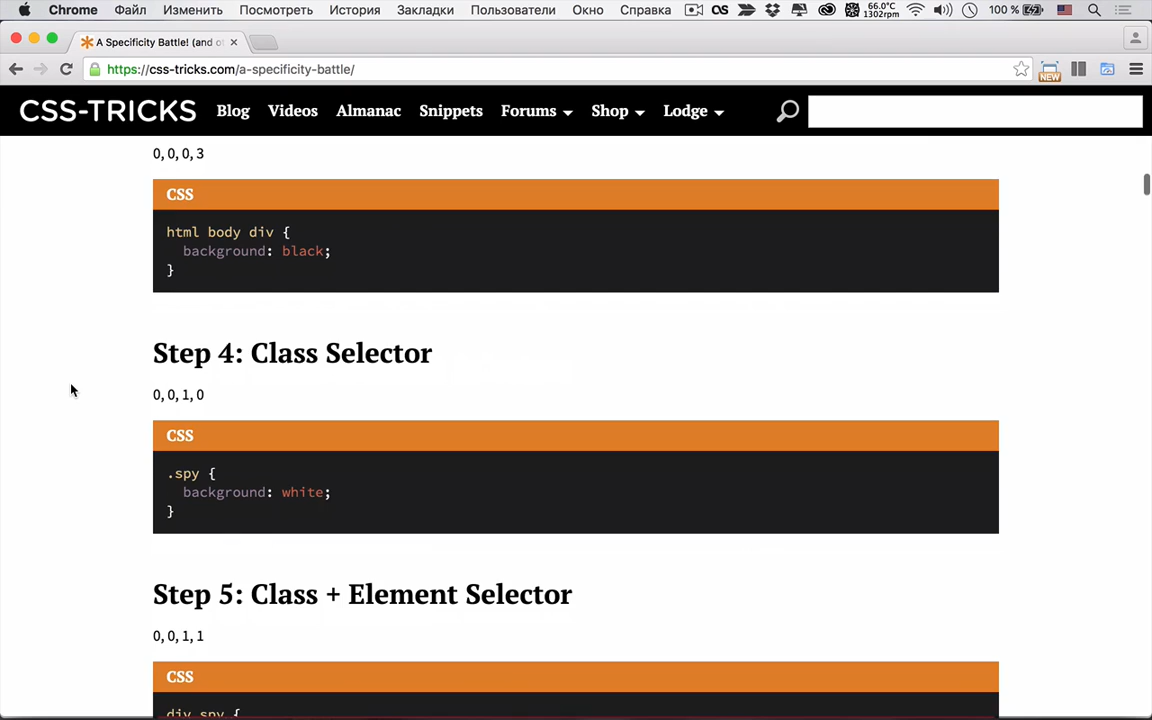 Chrome Файл Изменить Посмотреть История Закладки Пользователи Окно Справка 66.0°C 1302rpm 100 %
A Specificity Battle! (and o
https://css-tricks.com/a-specificity-battle/
NEW
CSS-TRICKS Blog Videos Almanac Snippets Forums Shop Lodge
0, 0, 0, 3
CSS
html body div {
background: black;
}
Step 4: Class Selector
0, 0, 1, 0
CSS
.spy {
background: white;
}
Step 5: Class + Element Selector
0, 0, 1, 1
CSS
div.spy {